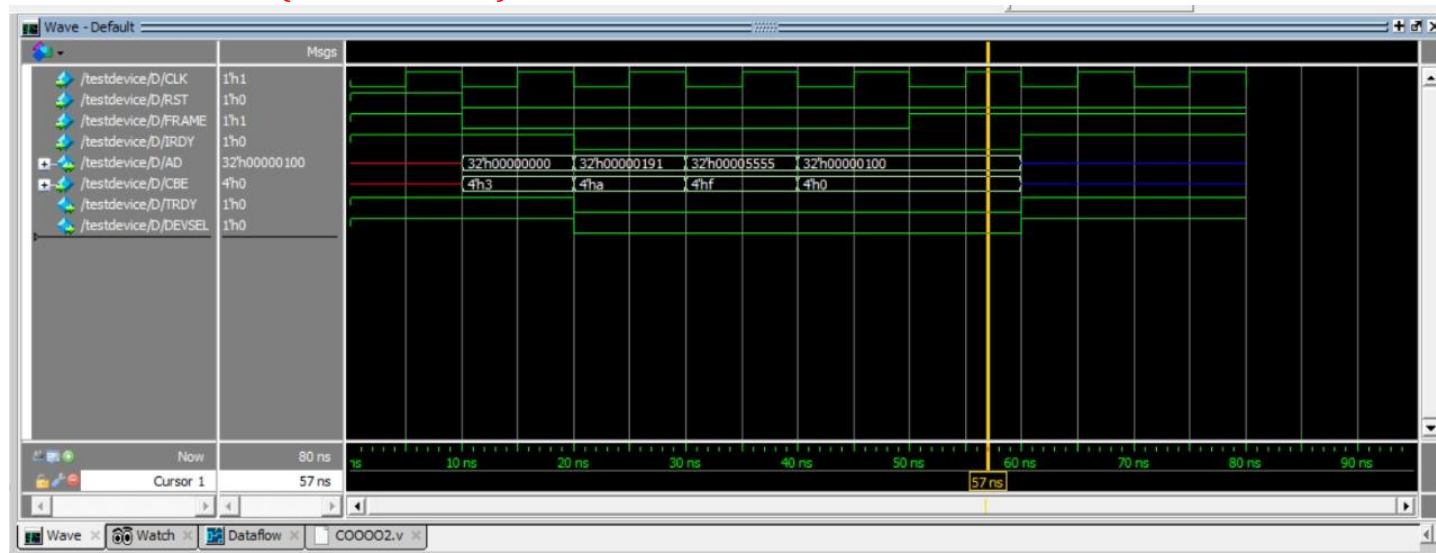 Wave - Default
Msgs
/testdevice/D/CLK 1'h1
/testdevice/D/RST 1'h0
/testdevice/D/FRAME 1'h1
/testdevice/D/IRDY 1'h0
/testdevice/D/AD 32'h00000100 32'h00000000 32'h00000191 32'h00005555 32'h00000100
/testdevice/D/CBE 4'h0 4'h3 4'ha 4'hf 4'h0
/testdevice/D/TRDY 1'h0
/testdevice/D/DEVSEL 1'h0
Now 80 ns ns 10 ns 20 ns 30 ns 40 ns 50 ns 60 ns 70 ns 80 ns 90 ns
Cursor 1 57 ns 57 ns
Wave Watch Dataflow COOOO2.v